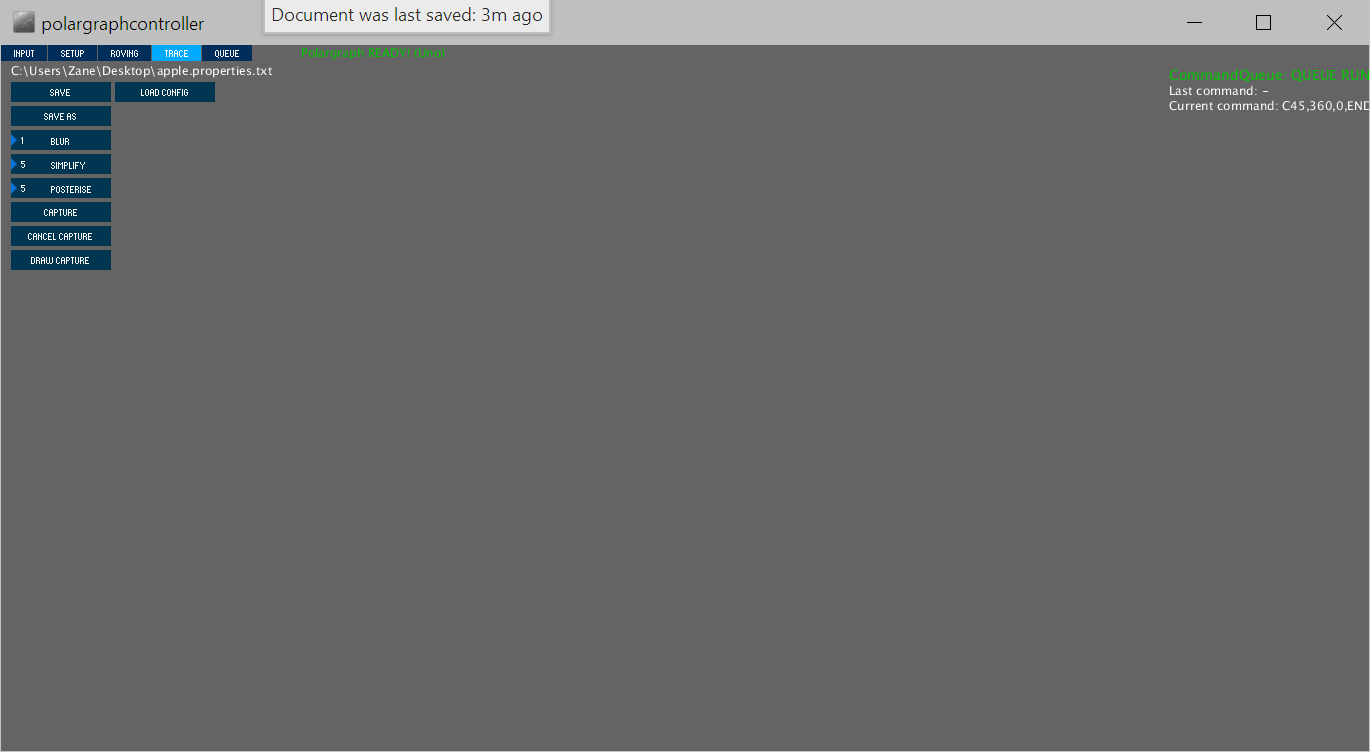 polargraphcontroller
Document was last saved: 3m ago
INPUT SETUP ROVING TRACE QUEUE
Polargraph READY! (Uno)
C:\Users\Zane\Desktop\apple.properties.txt
CommandQueue: QUEUE RUN
SAVE LOAD CONFIG
Last command: -
Current command: C45,360,0,END
SAVE AS
1 BLUR
5 SIMPLIFY
5 POSTERISE
CAPTURE
CANCEL CAPTURE
DRAW CAPTURE